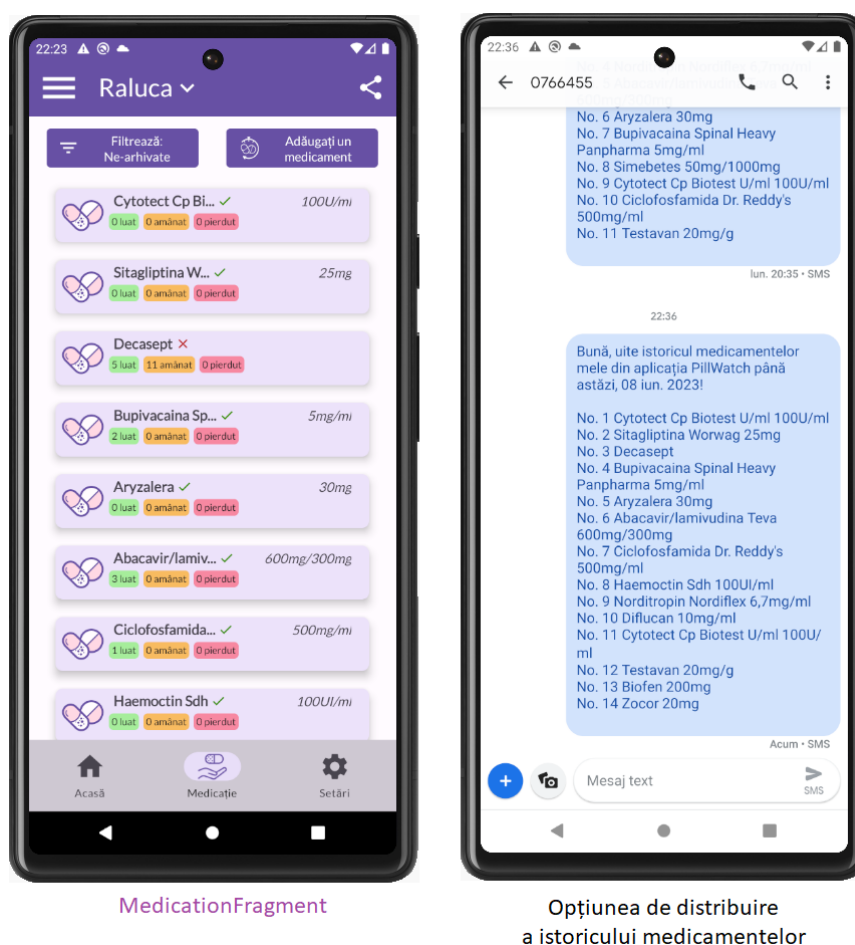 22:23
Raluca
Filtrează:
Ne-arhivate
Adăugați un
medicament
Cytotect Cp Bi...
100U/ml
0 luat 0 amânat 0 pierdut
Sitagliptina W...
25mg
0 luat 0 amânat 0 pierdut
Decasept
5 luat 11 amânat 0 pierdut
Bupivacaina Sp...
5mg/ml
2 luat 0 amânat 0 pierdut
Aryzalera
30mg
0 luat 0 amânat 0 pierdut
Abacavir/lamiv...
600mg/300mg
3 luat 0 amânat 0 pierdut
Ciclofosfamida...
500mg/ml
1 luat 0 amânat 0 pierdut
Haemoctin Sdh
100UI/ml
0 luat 0 amânat 0 pierdut
Acasă
Medicație
Setări
MedicationFragment
22:36
0766455
No. 6 Aryzalera 30mg
No. 7 Bupivacaina Spinal Heavy
Panpharma 5mg/ml
No. 8 Simebetes 50mg/1000mg
No. 9 Cytotect Cp Biotest U/ml 100U/ml
No. 10 Ciclofosfamida Dr. Reddy's
500mg/ml
No. 11 Testavan 20mg/g
lun. 20:35 • SMS
22:36
Bună, uite istoricul medicamentelor
mele din aplicația PillWatch până
astăzi, 08 iun. 2023!
No. 1 Cytotect Cp Biotest U/ml 100U/ml
No. 2 Sitagliptina Worwag 25mg
No. 3 Decasept
No. 4 Bupivacaina Spinal Heavy
Panpharma 5mg/ml
No. 5 Aryzalera 30mg
No. 6 Abacavir/lamivudina Teva
600mg/300mg
No. 7 Ciclofosfamida Dr. Reddy's
500mg/ml
No. 8 Haemoctin Sdh 100UI/ml
No. 9 Norditropin Nordiflex 6,7mg/ml
No. 10 Diflucan 10mg/ml
No. 11 Cytotect Cp Biotest U/ml 100U/
ml
No. 12 Testavan 20mg/g
No. 13 Biofen 200mg
No. 14 Zocor 20mg
Acum • SMS
Mesaj text
SMS
Opțiunea de distribuire
a istoricului medicamentelor